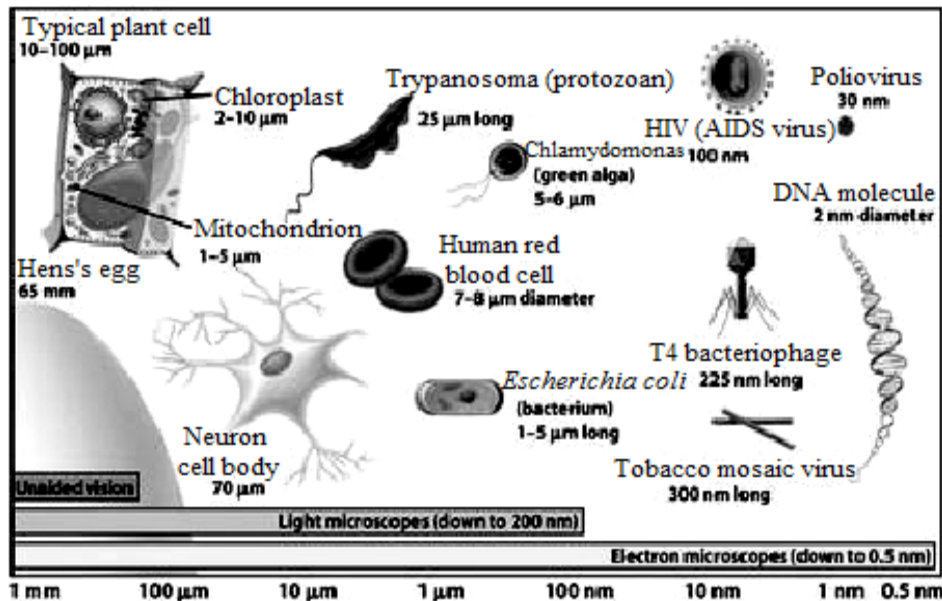 Typical plant cell
10–100 µm
Chloroplast
2–10 µm
Mitochondrion
1–5 µm
Hens's egg
65 mm
Neuron
cell body
70 µm
Trypanosoma (protozoan)
25 µm long
Chlamydomonas
(green alga)
5–6 µm
Human red
blood cell
7–8 µm diameter
Escherichia coli
(bacterium)
1–5 µm long
HIV (AIDS virus)
100 nm
Poliovirus
30 nm
DNA molecule
2 nm diameter
T4 bacteriophage
225 nm long
Tobacco mosaic virus
300 nm long
Unaided vision
Light microscopes (down to 200 nm)
Electron microscopes (down to 0.5 nm)
1 mm 100 µm 10 µm 1 µm 100 nm 10 nm 1 nm 0.5 nm